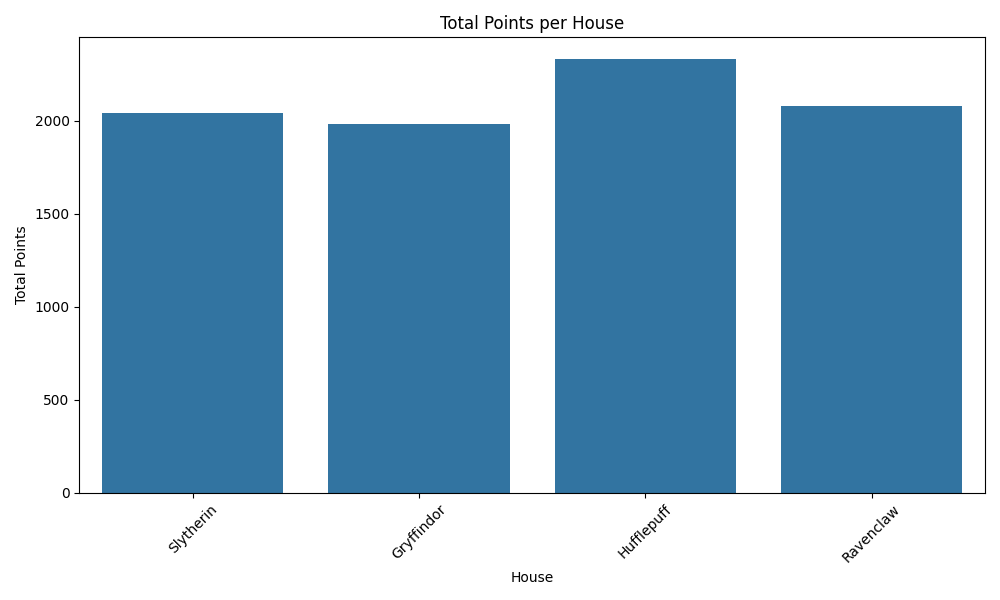 Total Points per House
Total Points
2000
1500
1000
500
0
Slytherin
Gryffindor
Hufflepuff
Ravenclaw
House